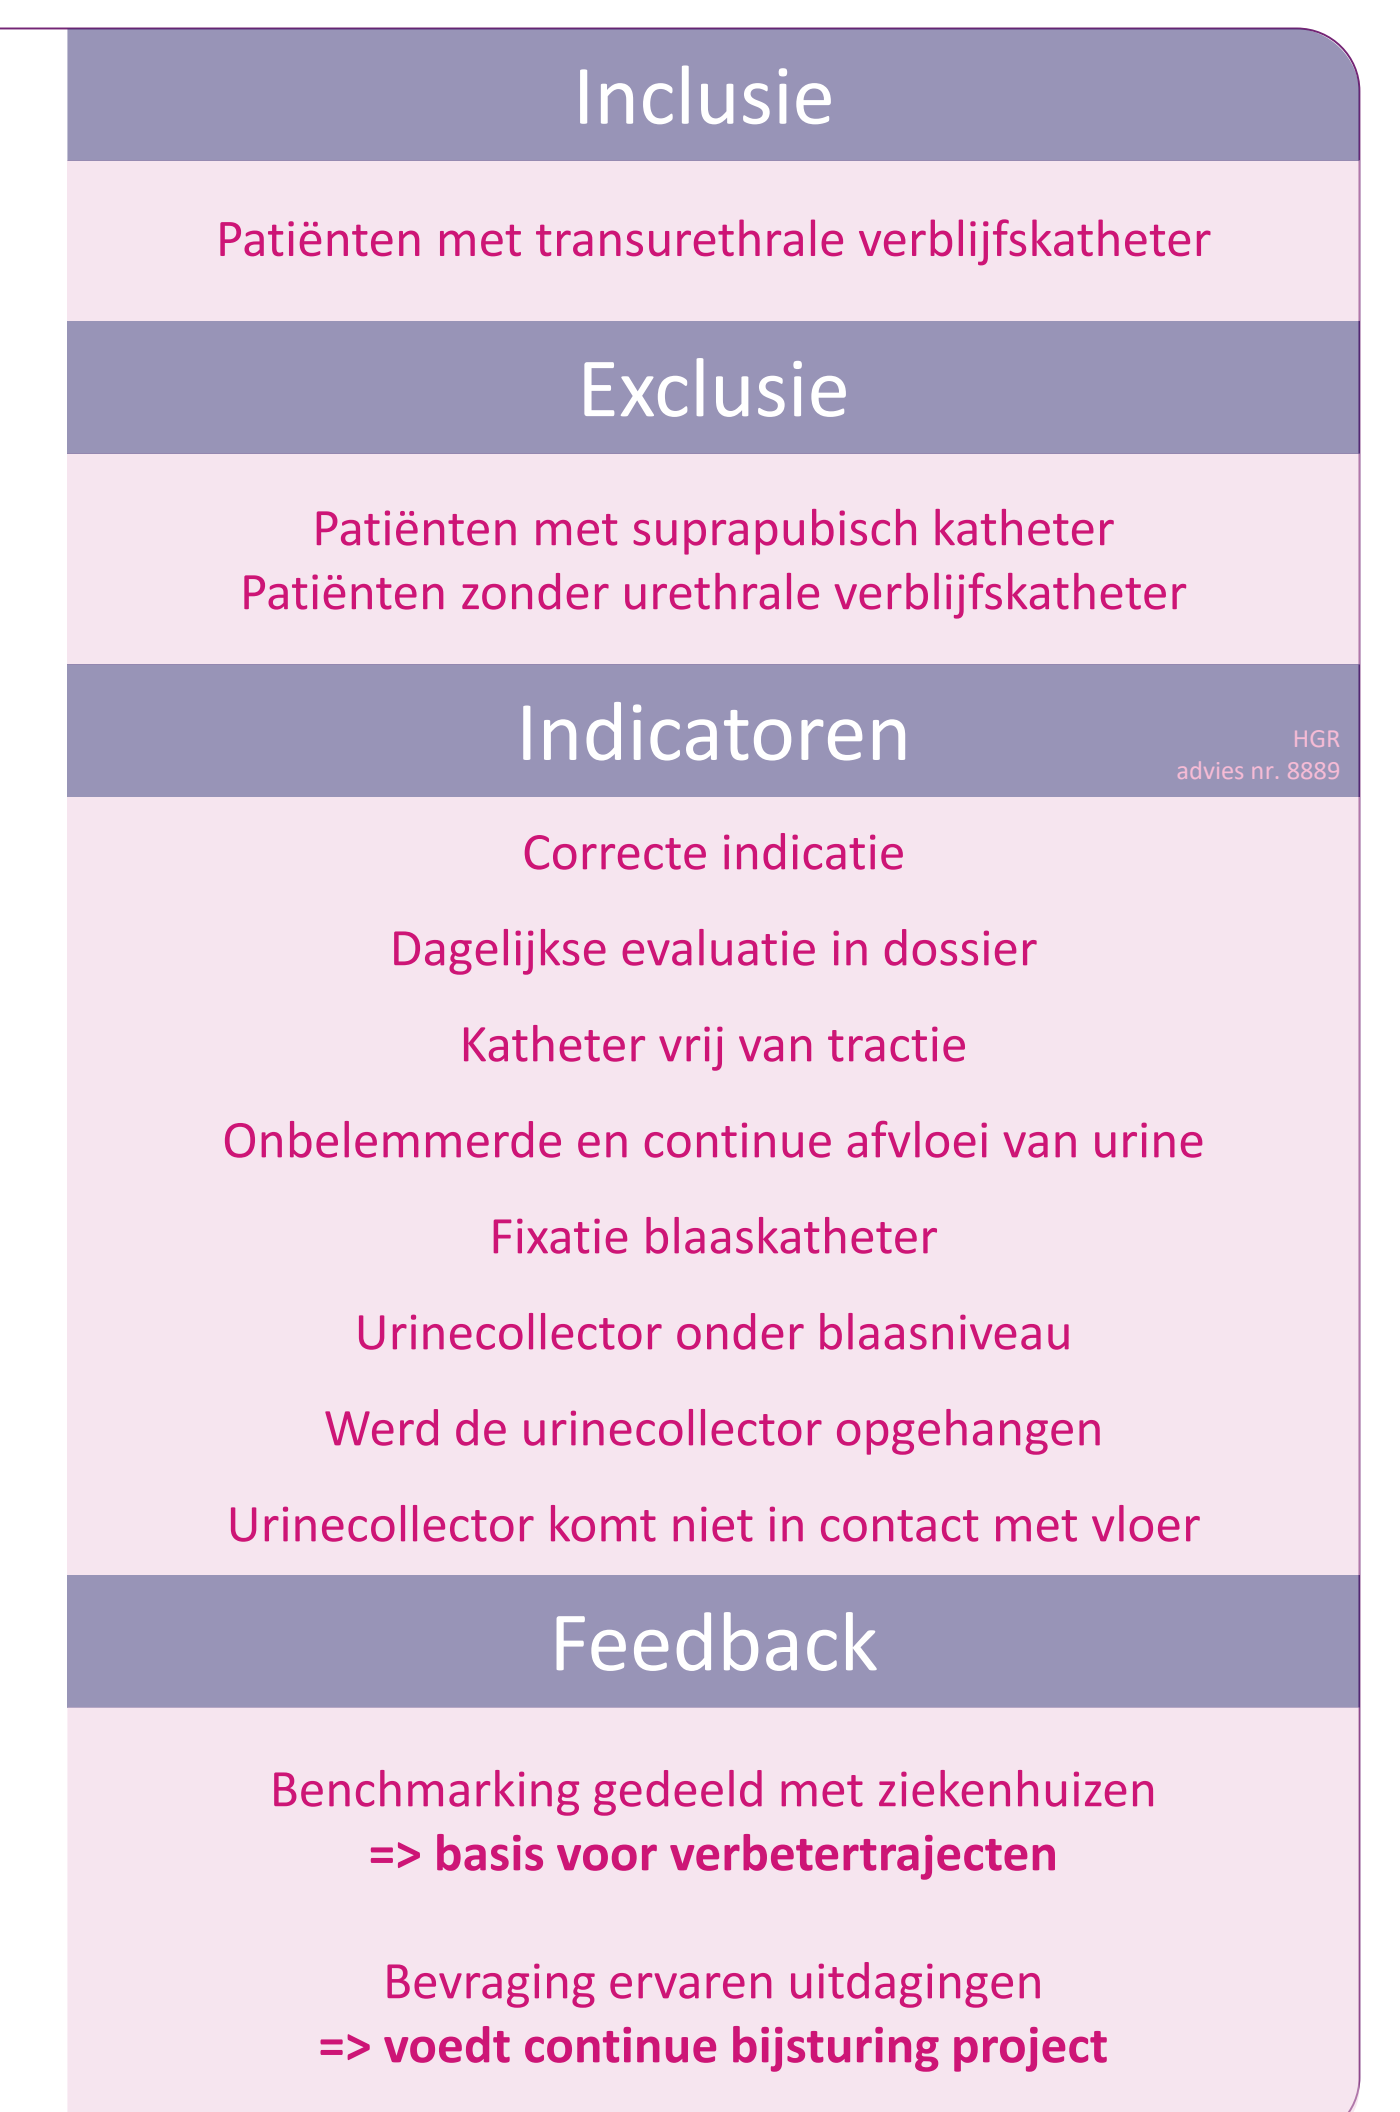 Inclusie
Patiënten met transurethrale verblijfskatheter
Exclusie
Patiënten met suprapubisch katheter
Patiënten zonder urethrale verblijfskatheter
Indicatoren
HGR
advies nr. 8889
Correcte indicatie
Dagelijkse evaluatie in dossier
Katheter vrij van tractie
Onbelemmerde en continue afvloei van urine
Fixatie blaaskatheter
Urinecollector onder blaasniveau
Werd de urinecollector opgehangen
Urinecollector komt niet in contact met vloer
Feedback
Benchmarking gedeeld met ziekenhuizen
=> basis voor verbetertrajecten
Bevraging ervaren uitdagingen
=> voedt continue bijsturing project